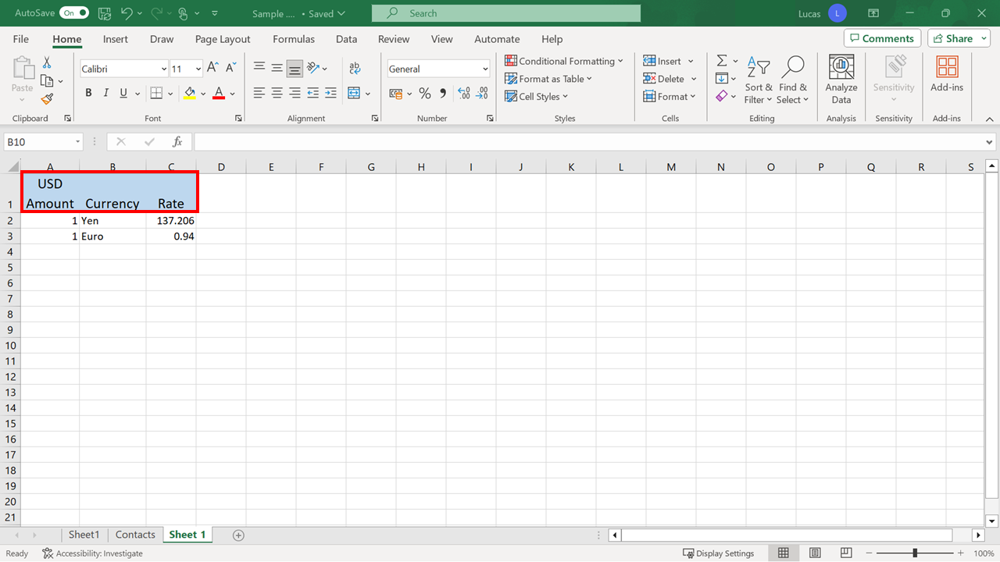 AutoSave On Sample .... • Saved Search Lucas L
File Home Insert Draw Page Layout Formulas Data Review View Automate Help Comments Share
Paste
Clipboard
Calibri 11
B I U A
Font
Alignment
General
% 9
Number
Conditional Formatting
Format as Table
Cell Styles
Styles
Insert
Delete
Format
Cells
Sort & Filter
Find & Select
Editing
Analyze Data
Analysis
Sensitivity
Sensitivity
Add-ins
Add-ins
B10 fx
A B C D E F G H I J K L M N O P Q R S
1 USD Amount Currency Rate
2 1 Yen 137.206
3 1 Euro 0.94
4
5
6
7
8
9
10
11
12
13
14
15
16
17
18
19
20
21
Sheet1 Contacts Sheet 1
Ready Accessibility: Investigate Display Settings 100%